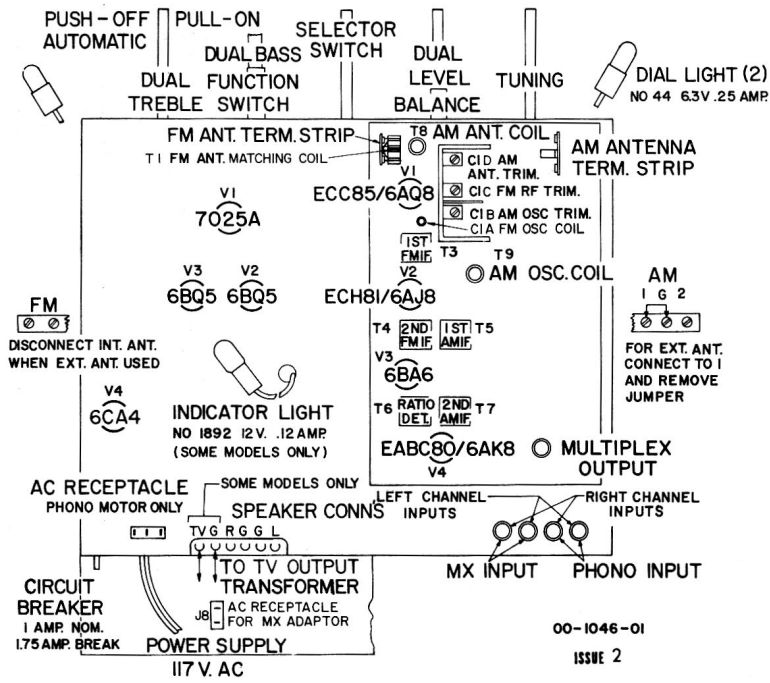 PUSH-OFF PULL-ON
AUTOMATIC
DUAL BASS
DUAL
TREBLE
FUNCTION
SWITCH
SELECTOR
SWITCH
DUAL
LEVEL
BALANCE
TUNING
DIAL LIGHT (2)
NO 44 6.3V .25 AMP.
FM ANT. TERM. STRIP
T1 FM ANT. MATCHING COIL
T8 AM ANT. COIL
AM ANTENNA
TERM. STRIP
C1D AM
ANT. TRIM.
C1C FM RF TRIM.
C1B AM OSC TRIM.
C1A FM OSC COIL
V1
7025A
V1
ECC85/6AQ8
1ST
FMIF
T3
T9
AM OSC. COIL
V3
6BQ5
V2
6BQ5
V2
ECH81/6AJ8
FM
DISCONNECT INT. ANT.
WHEN EXT. ANT. USED
AM
1 G 2
FOR EXT. ANT.
CONNECT TO 1
AND REMOVE
JUMPER
T4
2ND
FMIF.
1ST
AMIF.
T5
V3
6BA6
V4
6CA4
INDICATOR LIGHT
NO 1892 12V. .12 AMP.
(SOME MODELS ONLY)
T6
RATIO
DET.
2ND
AMIF.
T7
EABC80/6AK8
V4
MULTIPLEX
OUTPUT
AC RECEPTACLE
PHONO MOTOR ONLY
SOME MODELS ONLY
SPEAKER CONN'S
TV G R G G L
LEFT CHANNEL
INPUTS
RIGHT CHANNEL
INPUTS
MX INPUT
PHONO INPUT
TO TV OUTPUT
TRANSFORMER
CIRCUIT
BREAKER
1 AMP. NOM.
1.75 AMP. BREAK
J8
AC RECEPTACLE
FOR MX ADAPTOR
POWER SUPPLY
117 V. AC
00-1046-01
ISSUE 2